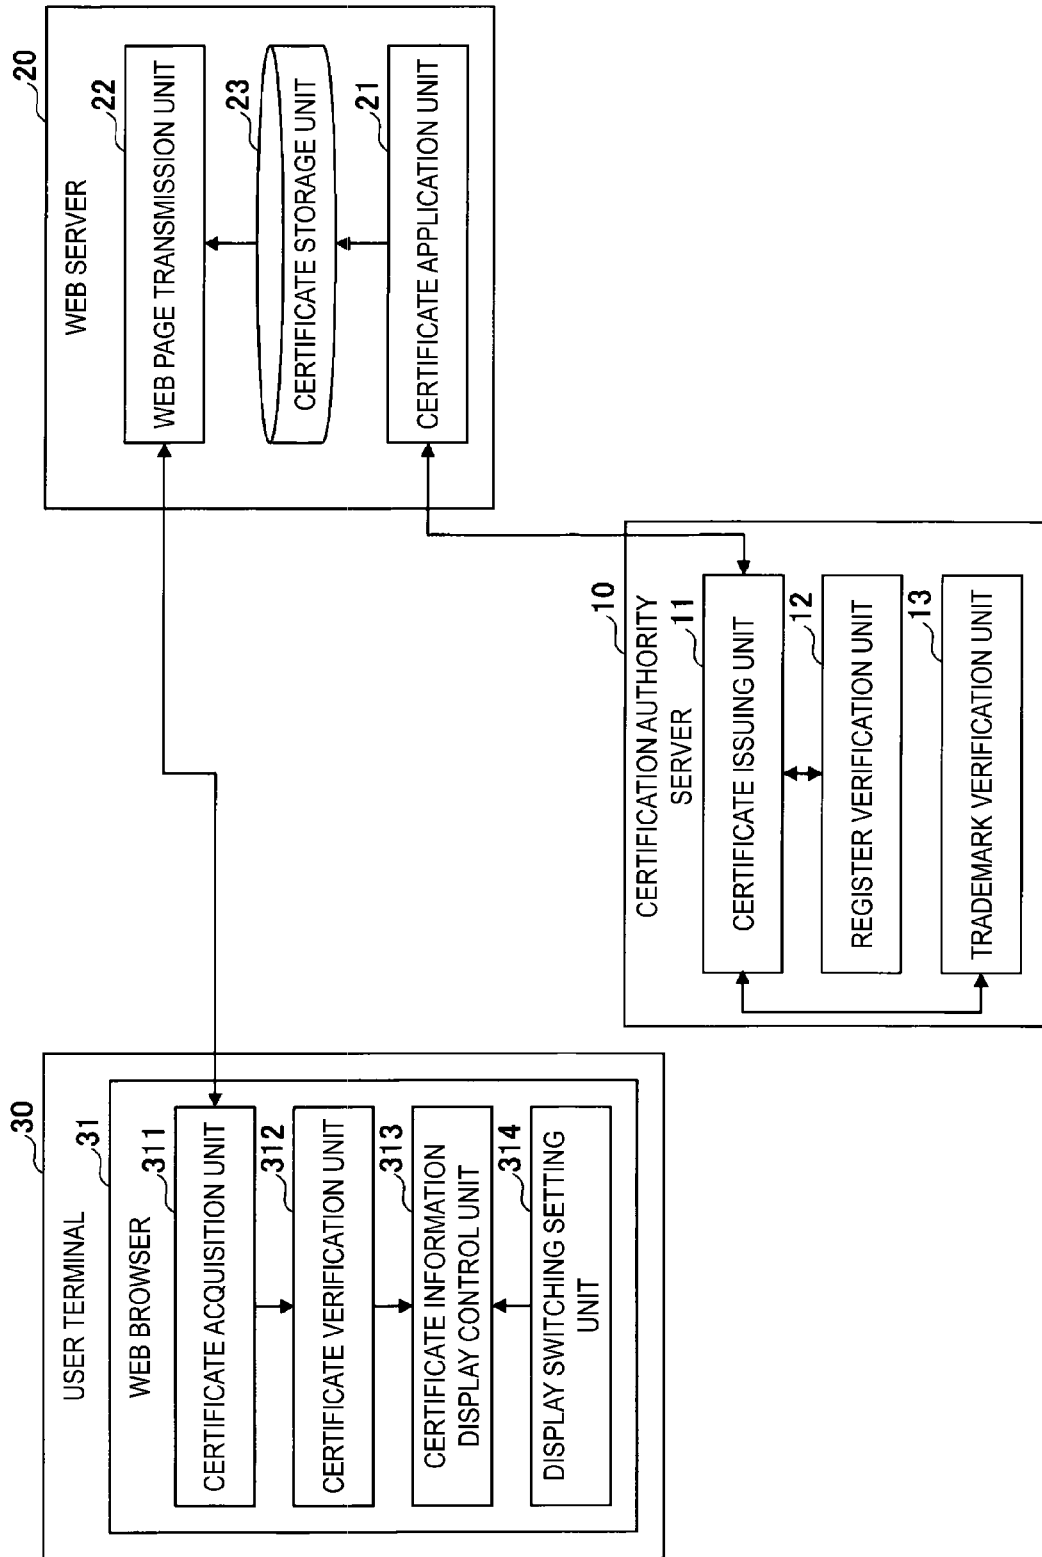 30
USER TERMINAL
31
WEB BROWSER
311
CERTIFICATE ACQUISITION UNIT
312
CERTIFICATE VERIFICATION UNIT
313
CERTIFICATE INFORMATION
DISPLAY CONTROL UNIT
314
DISPLAY SWITCHING SETTING
UNIT
10
CERTIFICATION AUTHORITY
SERVER
11
CERTIFICATE ISSUING UNIT
12
REGISTER VERIFICATION UNIT
13
TRADEMARK VERIFICATION UNIT
20
WEB SERVER
22
WEB PAGE TRANSMISSION UNIT
23
CERTIFICATE STORAGE UNIT
21
CERTIFICATE APPLICATION UNIT